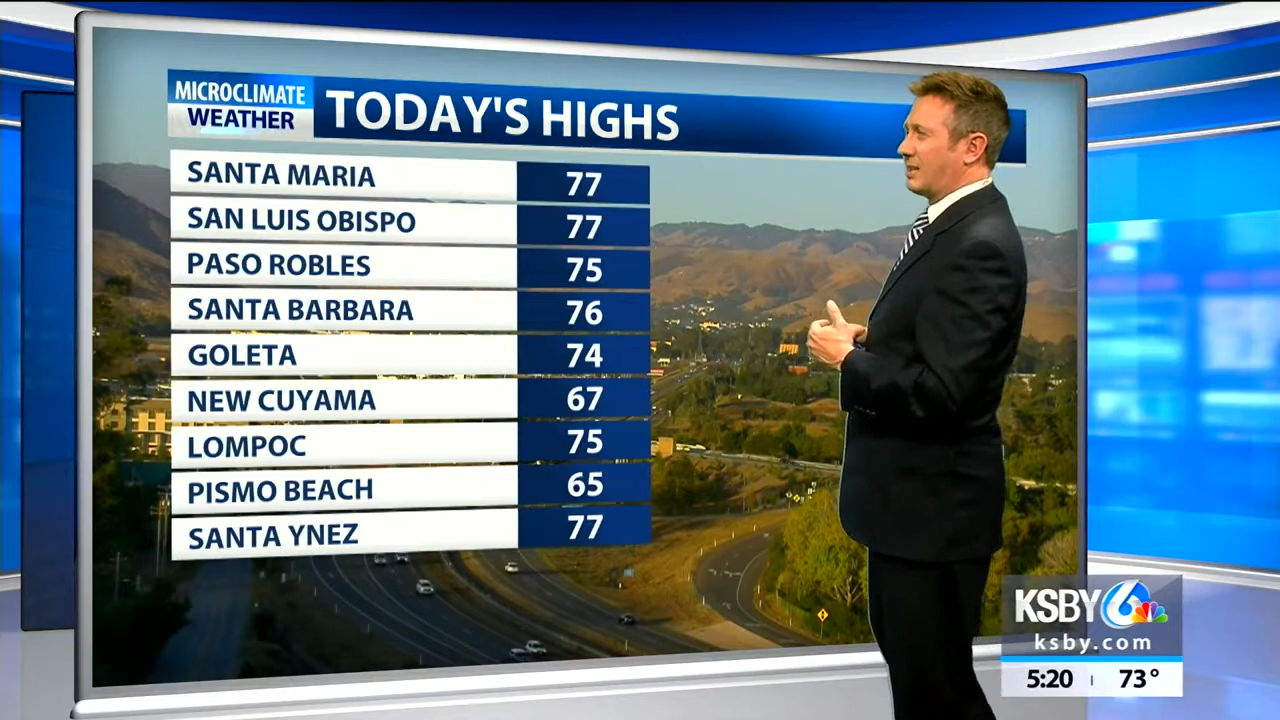 MICROCLIMATE
WEATHER
TODAY'S HIGHS
SANTA MARIA 77
SAN LUIS OBISPO 77
PASO ROBLES 75
SANTA BARBARA 76
GOLETA 74
NEW CUYAMA 67
LOMPOC 75
PISMO BEACH 65
SANTA YNEZ 77
KSBY 6
ksby.com
5:20 73°